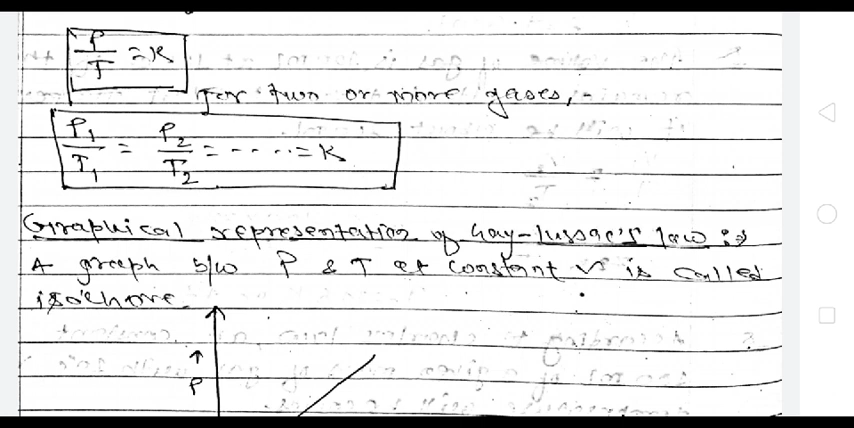 P/T = K
For two or more gases,-
P1/T1 = P2/T2 = - - - - - = K
Graphical representation of Gay-lussac's law :→
A graph b/w P & T at constant V is called
isochore.
↑
P